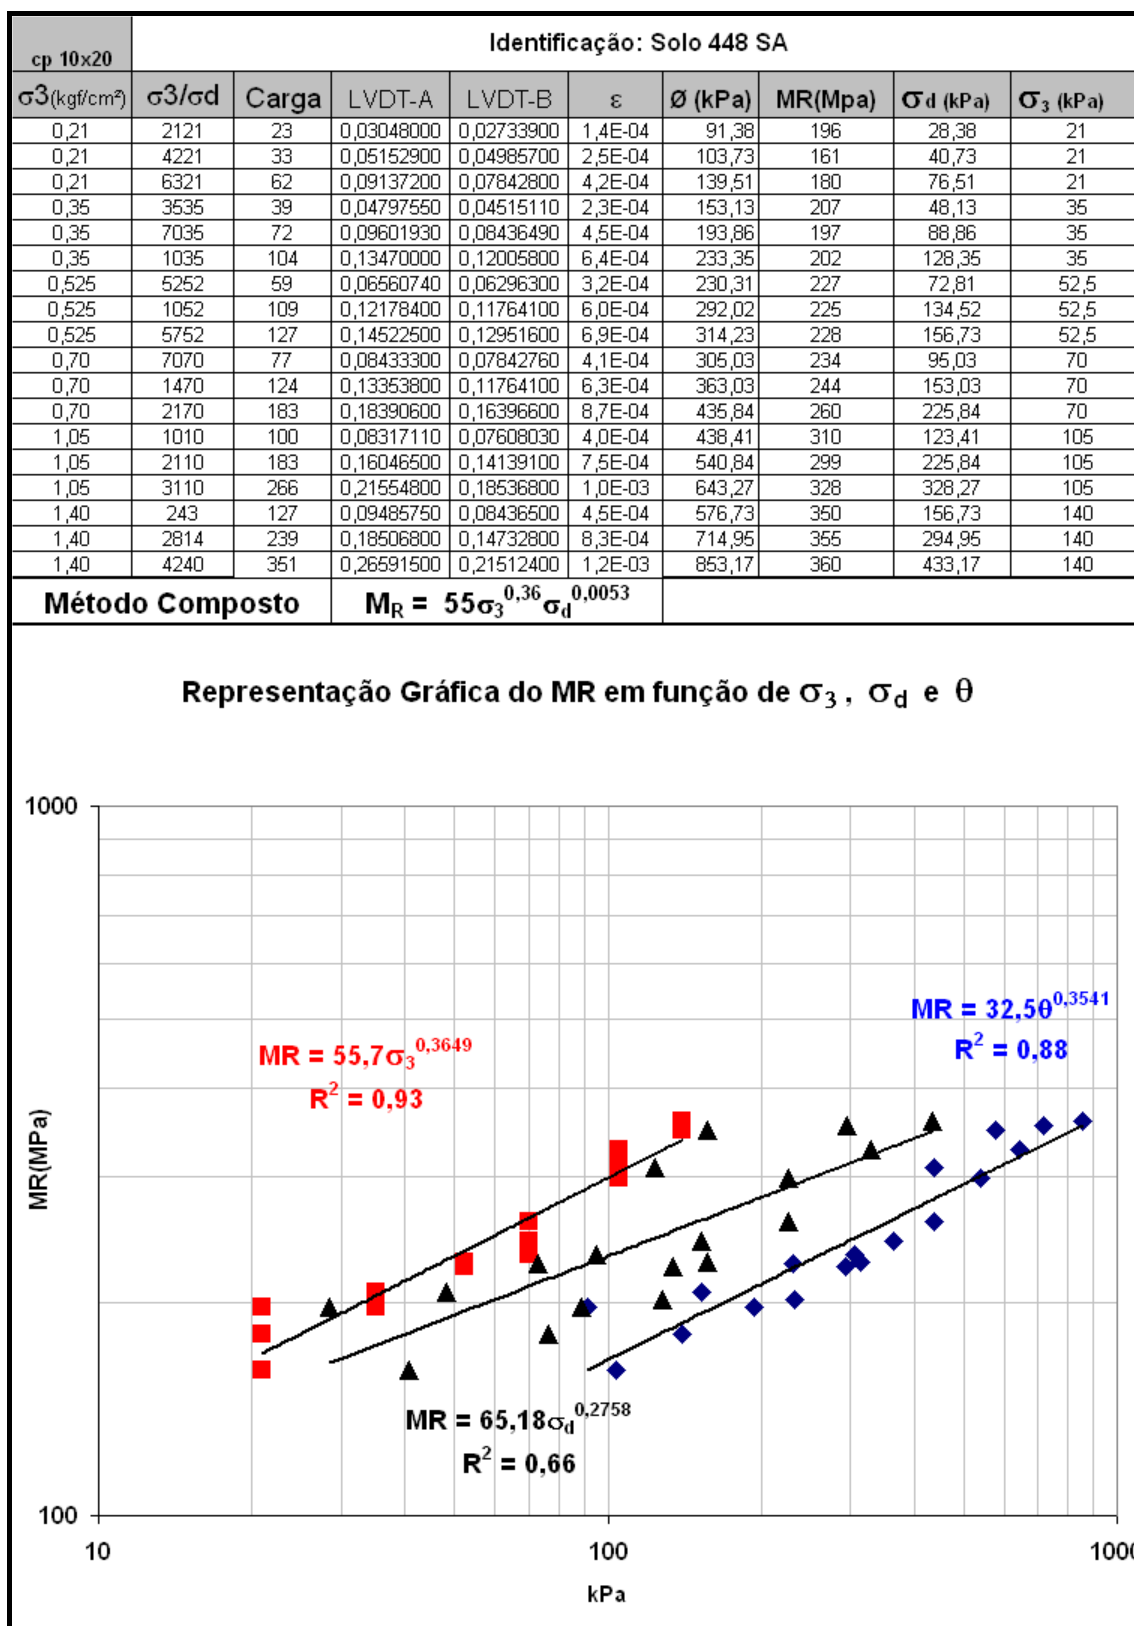 cp 10x20 Identificação: Solo 448 SA
σ3(kgf/cm²) σ3/σd Carga LVDT-A LVDT-B ε Ø (kPa) MR(Mpa) σd (kPa) σ3 (kPa)
0,21 2121 23 0,03048000 0,02733900 1,4E-04 91,38 196 28,38 21
0,21 4221 33 0,05152900 0,04985700 2,5E-04 103,73 161 40,73 21
0,21 6321 62 0,09137200 0,07842800 4,2E-04 139,51 180 76,51 21
0,35 3535 39 0,04797550 0,04515110 2,3E-04 153,13 207 48,13 35
0,35 7035 72 0,09601930 0,08436490 4,5E-04 193,86 197 88,86 35
0,35 1035 104 0,13470000 0,12005800 6,4E-04 233,35 202 128,35 35
0,525 5252 59 0,06560740 0,06296300 3,2E-04 230,31 227 72,81 52,5
0,525 1052 109 0,12178400 0,11764100 6,0E-04 292,02 225 134,52 52,5
0,525 5752 127 0,14522500 0,12951600 6,9E-04 314,23 228 156,73 52,5
0,70 7070 77 0,08433300 0,07842760 4,1E-04 305,03 234 95,03 70
0,70 1470 124 0,13353800 0,11764100 6,3E-04 363,03 244 153,03 70
0,70 2170 183 0,18390600 0,16396600 8,7E-04 435,84 260 225,84 70
1,05 1010 100 0,08317110 0,07608030 4,0E-04 438,41 310 123,41 105
1,05 2110 183 0,16046500 0,14139100 7,5E-04 540,84 299 225,84 105
1,05 3110 266 0,21554800 0,18536800 1,0E-03 643,27 328 328,27 105
1,40 243 127 0,09485750 0,08436500 4,5E-04 576,73 350 156,73 140
1,40 2814 239 0,18506800 0,14732800 8,3E-04 714,95 355 294,95 140
1,40 4240 351 0,26591500 0,21512400 1,2E-03 853,17 360 433,17 140
Método Composto M_R = 55σ3^0,36 σd^0,0053
Representação Gráfica do MR em função de σ3 , σd e θ
1000
MR = 32,5θ^0,3541
R² = 0,88
MR = 55,7σ3^0,3649
R² = 0,93
MR(MPa)
MR = 65,18σd^0,2758
R² = 0,66
100
10 100 1000
kPa